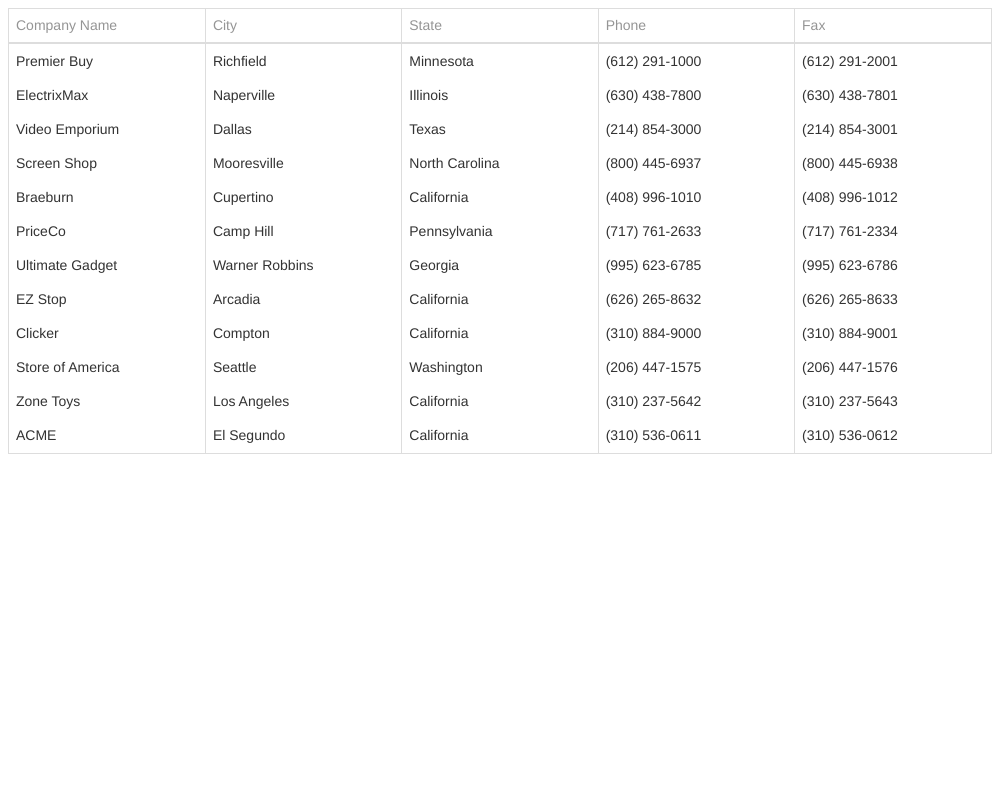 Company Name City State Phone Fax
Premier Buy Richfield Minnesota (612) 291-1000 (612) 291-2001
ElectrixMax Naperville Illinois (630) 438-7800 (630) 438-7801
Video Emporium Dallas Texas (214) 854-3000 (214) 854-3001
Screen Shop Mooresville North Carolina (800) 445-6937 (800) 445-6938
Braeburn Cupertino California (408) 996-1010 (408) 996-1012
PriceCo Camp Hill Pennsylvania (717) 761-2633 (717) 761-2334
Ultimate Gadget Warner Robbins Georgia (995) 623-6785 (995) 623-6786
EZ Stop Arcadia California (626) 265-8632 (626) 265-8633
Clicker Compton California (310) 884-9000 (310) 884-9001
Store of America Seattle Washington (206) 447-1575 (206) 447-1576
Zone Toys Los Angeles California (310) 237-5642 (310) 237-5643
ACME El Segundo California (310) 536-0611 (310) 536-0612